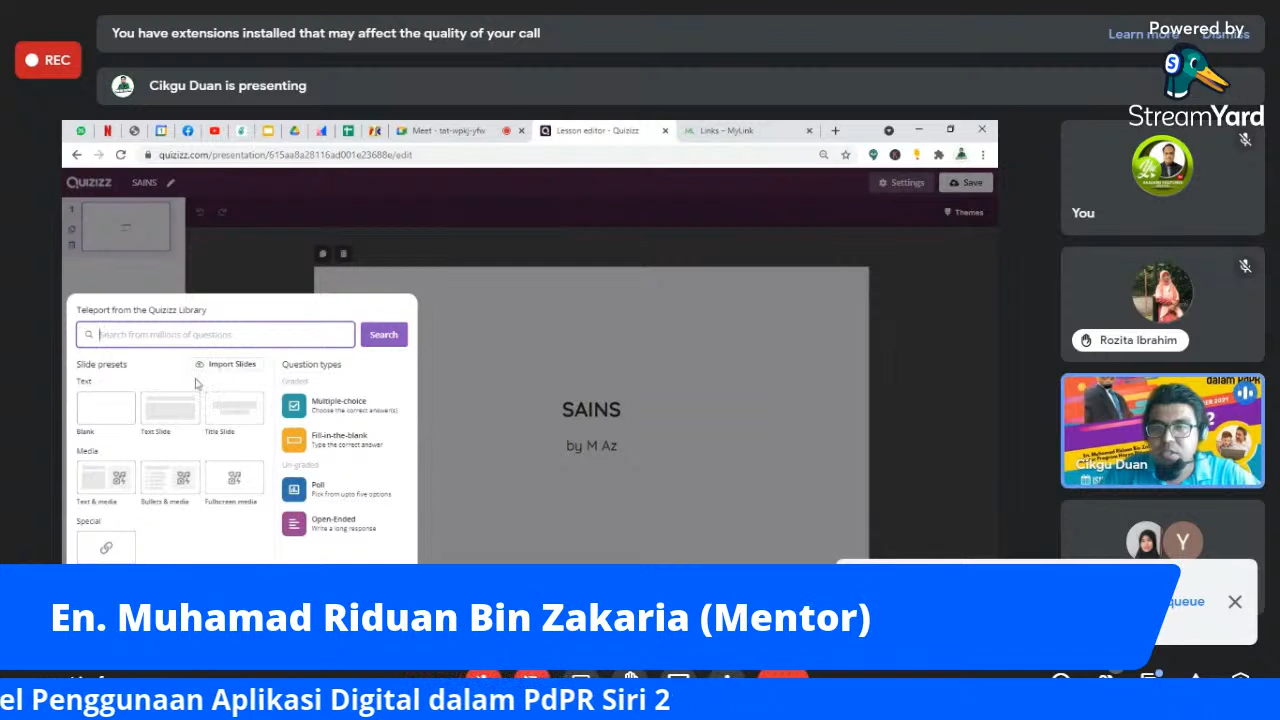 You have extensions installed that may affect the quality of your call
Learn more
Dismiss
Powered by
StreamYard
REC
Cikgu Duan is presenting
Meet - tat-wpkj-yfw
Lesson editor - Quizizz
Links – MyLink
quizizz.com/presentation/615aa8a28116ad001e23688e/edit
QUIZIZZ
SAINS
Settings
Save
Themes
1
Teleport from the Quizizz Library
Search from millions of questions
Search
Slide presets
Import Slides
Question types
Text
Graded
Blank
Text Slide
Title Slide
Multiple-choice
Choose the correct answer(s)
Fill-in-the-blank
Type the correct answer
Media
Un-graded
Text & media
Bullets & media
Fullscreen media
Poll
Pick from upto five options
Special
Open-Ended
Write a long response
SAINS
by M Az
You
Rozita Ibrahim
dalam PdPR
Cikgu Duan
Y
queue
En. Muhamad Riduan Bin Zakaria (Mentor)
el Penggunaan Aplikasi Digital dalam PdPR Siri 2